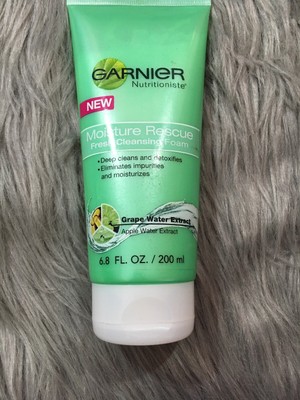 GARNIER
Nutritioniste®
NEW
Moisture Rescue
Fresh Cleansing Foam
•Deep cleans and detoxifies
•Eliminates impurities
and moisturizes
Grape Water Extract
Apple Water Extract
6.8 FL. OZ. / 200 ml